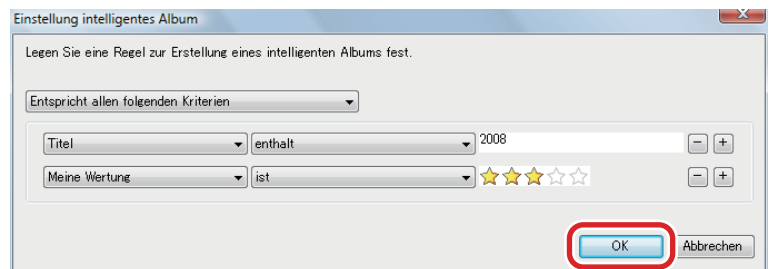 Einstellung intelligentes Album
Legen Sie eine Regel zur Erstellung eines intelligenten Albums fest.
Entspricht allen folgenden Kriterien
Titel enthalt 2008 - +
Meine Wertung ist - +
OK Abbrechen